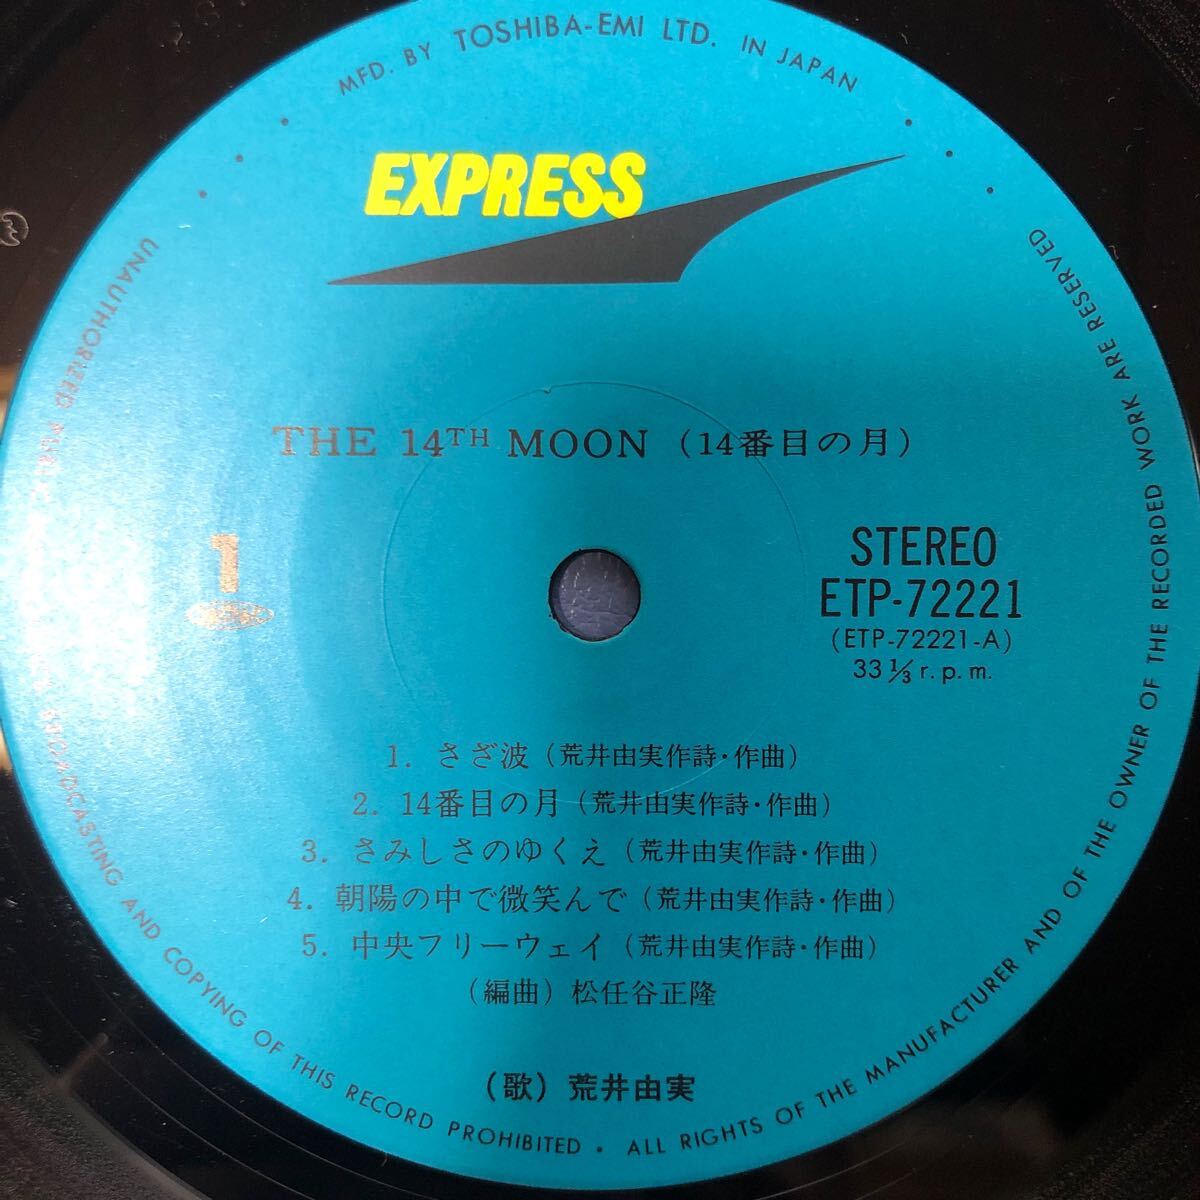 MFD. BY TOSHIBA-EMI LTD. IN JAPAN
EXPRESS
THE 14TH MOON (14番目の月)
1
STEREO
ETP-72221
(ETP-72221-A)
33 1/3 r.p.m.
1. さざ波 (荒井由実作詩・作曲)
2. 14番目の月 (荒井由実作詩・作曲)
3. さみしさのゆくえ (荒井由実作詩・作曲)
4. 朝陽の中で微笑んで (荒井由実作詩・作曲)
5. 中央フリーウェイ (荒井由実作詩・作曲)
(編曲) 松任谷正隆
(歌) 荒井由実
UNAUTHORIZED BROADCASTING AND COPYING OF THIS RECORD PROHIBITED • ALL RIGHTS OF THE MANUFACTURER AND OF THE OWNER OF THE RECORDED WORK ARE RESERVED